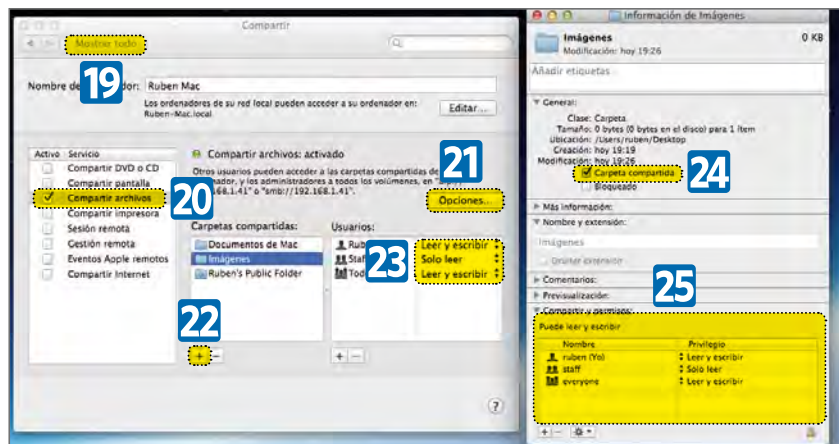 Compartir
Mostrar todo
19
Nombre de
dor:
Ruben Mac
Los ordenadores de su red local pueden acceder a su ordenador en:
Ruben-Mac.local
Editar...
Activo
Servicio
Compartir DVD o CD
Compartir pantalla
Compartir archivos
Compartir impresora
Sesión remota
Gestión remota
Eventos Apple remotos
Compartir Internet
20
Compartir archivos: activado
Otros usuarios pueden acceder a las carpetas compartidas de
nador, y los administradores a todos los volúmenes, en
68.1.41" o "smb://192.168.1.41".
21
Opciones...
Carpetas compartidas:
Documentos de Mac
Imágenes
Ruben's Public Folder
22
+ −
Usuarios:
Rub
Leer y escribir
Staf
Solo leer
Tod
Leer y escribir
23
+ −
?
Información de Imágenes
Imágenes
0 KB
Modificación: hoy 19:26
Añadir etiquetas
General:
Clase: Carpeta
Tamaño: 0 bytes (0 bytes en el disco) para 1 ítem
Ubicación: /Users/ruben/Desktop
Creación: hoy 19:19
Modificación: hoy 19:26
Carpeta compartida
24
Bloqueado
Más información:
Nombre y extensión:
Imágenes
Ocultar extensión
Comentarios:
25
Previsualización:
Compartir y permisos:
Puede leer y escribir
Nombre
Privilegio
ruben (Yo)
Leer y escribir
staff
Solo leer
everyone
Leer y escribir
+ −